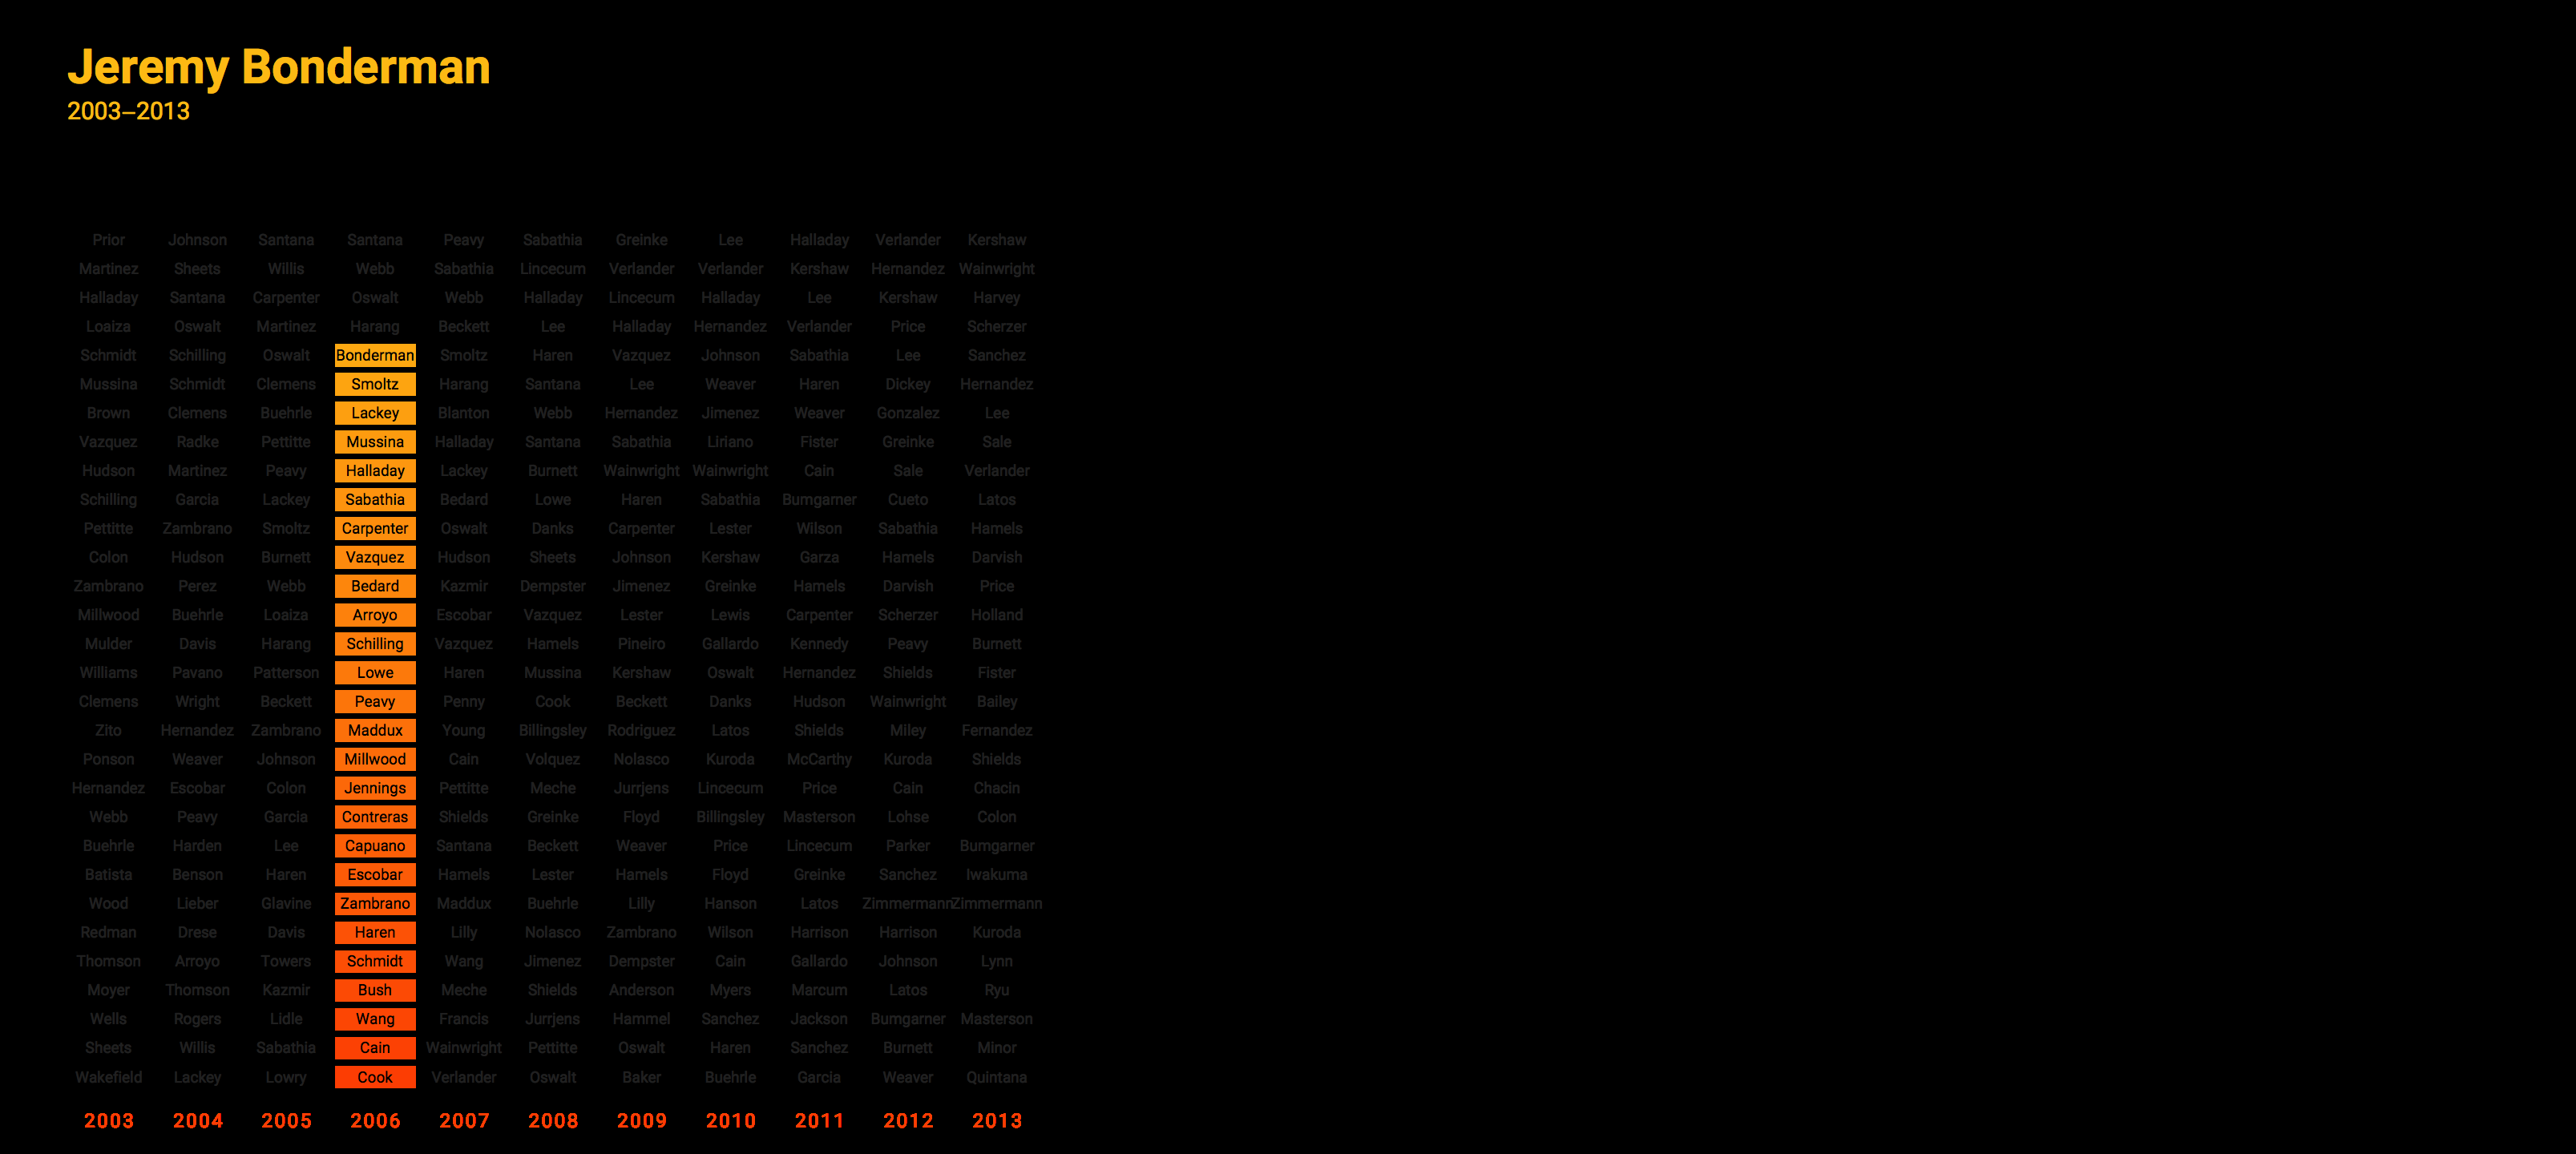 Jeremy Bonderman
2003–2013
Prior Johnson Santana Santana Peavy Sabathia Greinke Lee Halladay Verlander Kershaw
Martinez Sheets Willis Webb Sabathia Lincecum Verlander Verlander Kershaw Hernandez Wainwright
Halladay Santana Carpenter Oswalt Webb Halladay Lincecum Halladay Lee Kershaw Harvey
Loaiza Oswalt Martinez Harang Beckett Lee Halladay Hernandez Verlander Price Scherzer
Schmidt Schilling Oswalt Bonderman Smoltz Haren Vazquez Johnson Sabathia Lee Sanchez
Mussina Schmidt Clemens Smoltz Harang Santana Lee Weaver Haren Dickey Hernandez
Brown Clemens Buehrle Lackey Blanton Webb Hernandez Jimenez Weaver Gonzalez Lee
Vazquez Radke Pettitte Mussina Halladay Santana Sabathia Liriano Fister Greinke Sale
Hudson Martinez Peavy Halladay Lackey Burnett Wainwright Wainwright Cain Sale Verlander
Schilling Garcia Lackey Sabathia Bedard Lowe Haren Sabathia Bumgarner Cueto Latos
Pettitte Zambrano Smoltz Carpenter Oswalt Danks Carpenter Lester Wilson Sabathia Hamels
Colon Hudson Burnett Vazquez Hudson Sheets Johnson Kershaw Garza Hamels Darvish
Zambrano Perez Webb Bedard Kazmir Dempster Jimenez Greinke Hamels Darvish Price
Millwood Buehrle Loaiza Arroyo Escobar Vazquez Lester Lewis Carpenter Scherzer Holland
Mulder Davis Harang Schilling Vazquez Hamels Pineiro Gallardo Kennedy Peavy Burnett
Williams Pavano Patterson Lowe Haren Mussina Kershaw Oswalt Hernandez Shields Fister
Clemens Wright Beckett Peavy Penny Cook Beckett Danks Hudson Wainwright Bailey
Zito Hernandez Zambrano Maddux Young Billingsley Rodriguez Latos Shields Miley Fernandez
Ponson Weaver Johnson Millwood Cain Volquez Nolasco Kuroda McCarthy Kuroda Shields
Hernandez Escobar Colon Jennings Pettitte Meche Jurrjens Lincecum Price Cain Chacin
Webb Peavy Garcia Contreras Shields Greinke Floyd Billingsley Masterson Lohse Colon
Buehrle Harden Lee Capuano Santana Beckett Weaver Price Lincecum Parker Bumgarner
Batista Benson Haren Escobar Hamels Lester Hamels Floyd Greinke Sanchez Iwakuma
Wood Lieber Glavine Zambrano Maddux Buehrle Lilly Hanson Latos Zimmermann Zimmermann
Redman Drese Davis Haren Lilly Nolasco Zambrano Wilson Harrison Harrison Kuroda
Thomson Arroyo Towers Schmidt Wang Jimenez Dempster Cain Gallardo Johnson Lynn
Moyer Thomson Kazmir Bush Meche Shields Anderson Myers Marcum Latos Ryu
Wells Rogers Lidle Wang Francis Jurrjens Hammel Sanchez Jackson Bumgarner Masterson
Sheets Willis Sabathia Cain Wainwright Pettitte Oswalt Haren Sanchez Burnett Minor
Wakefield Lackey Lowry Cook Verlander Oswalt Baker Buehrle Garcia Weaver Quintana
2003 2004 2005 2006 2007 2008 2009 2010 2011 2012 2013